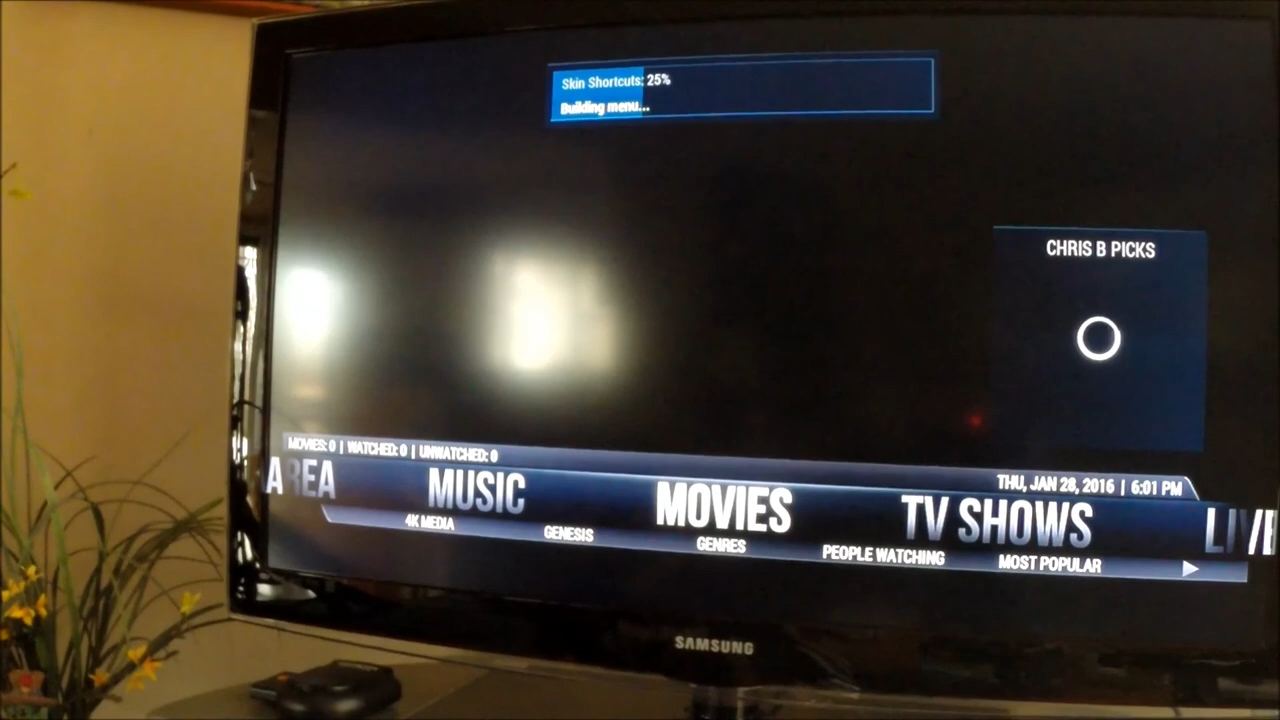 Skin Shortcuts: 25%
Building menu...
CHRIS B PICKS
MOVIES: 0 | WATCHED: 0 | UNWATCHED: 0
THU, JAN 28, 2016 | 6:01 PM
AREA MUSIC MOVIES TV SHOWS LIVE
4K MEDIA GENESIS GENRES PEOPLE WATCHING MOST POPULAR
SAMSUNG